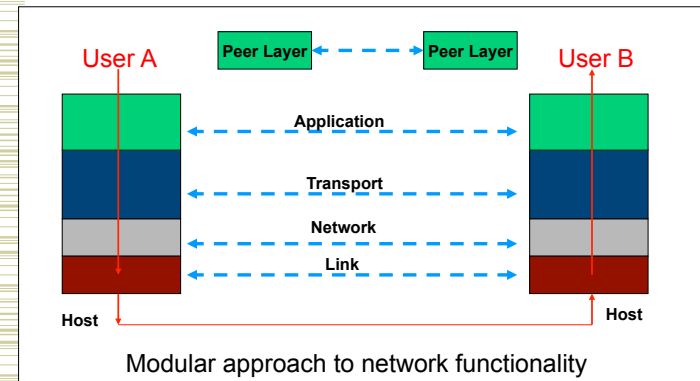 Peer Layer Peer Layer
User A User B
Application
Transport
Network
Link
Host Host
Modular approach to network functionality